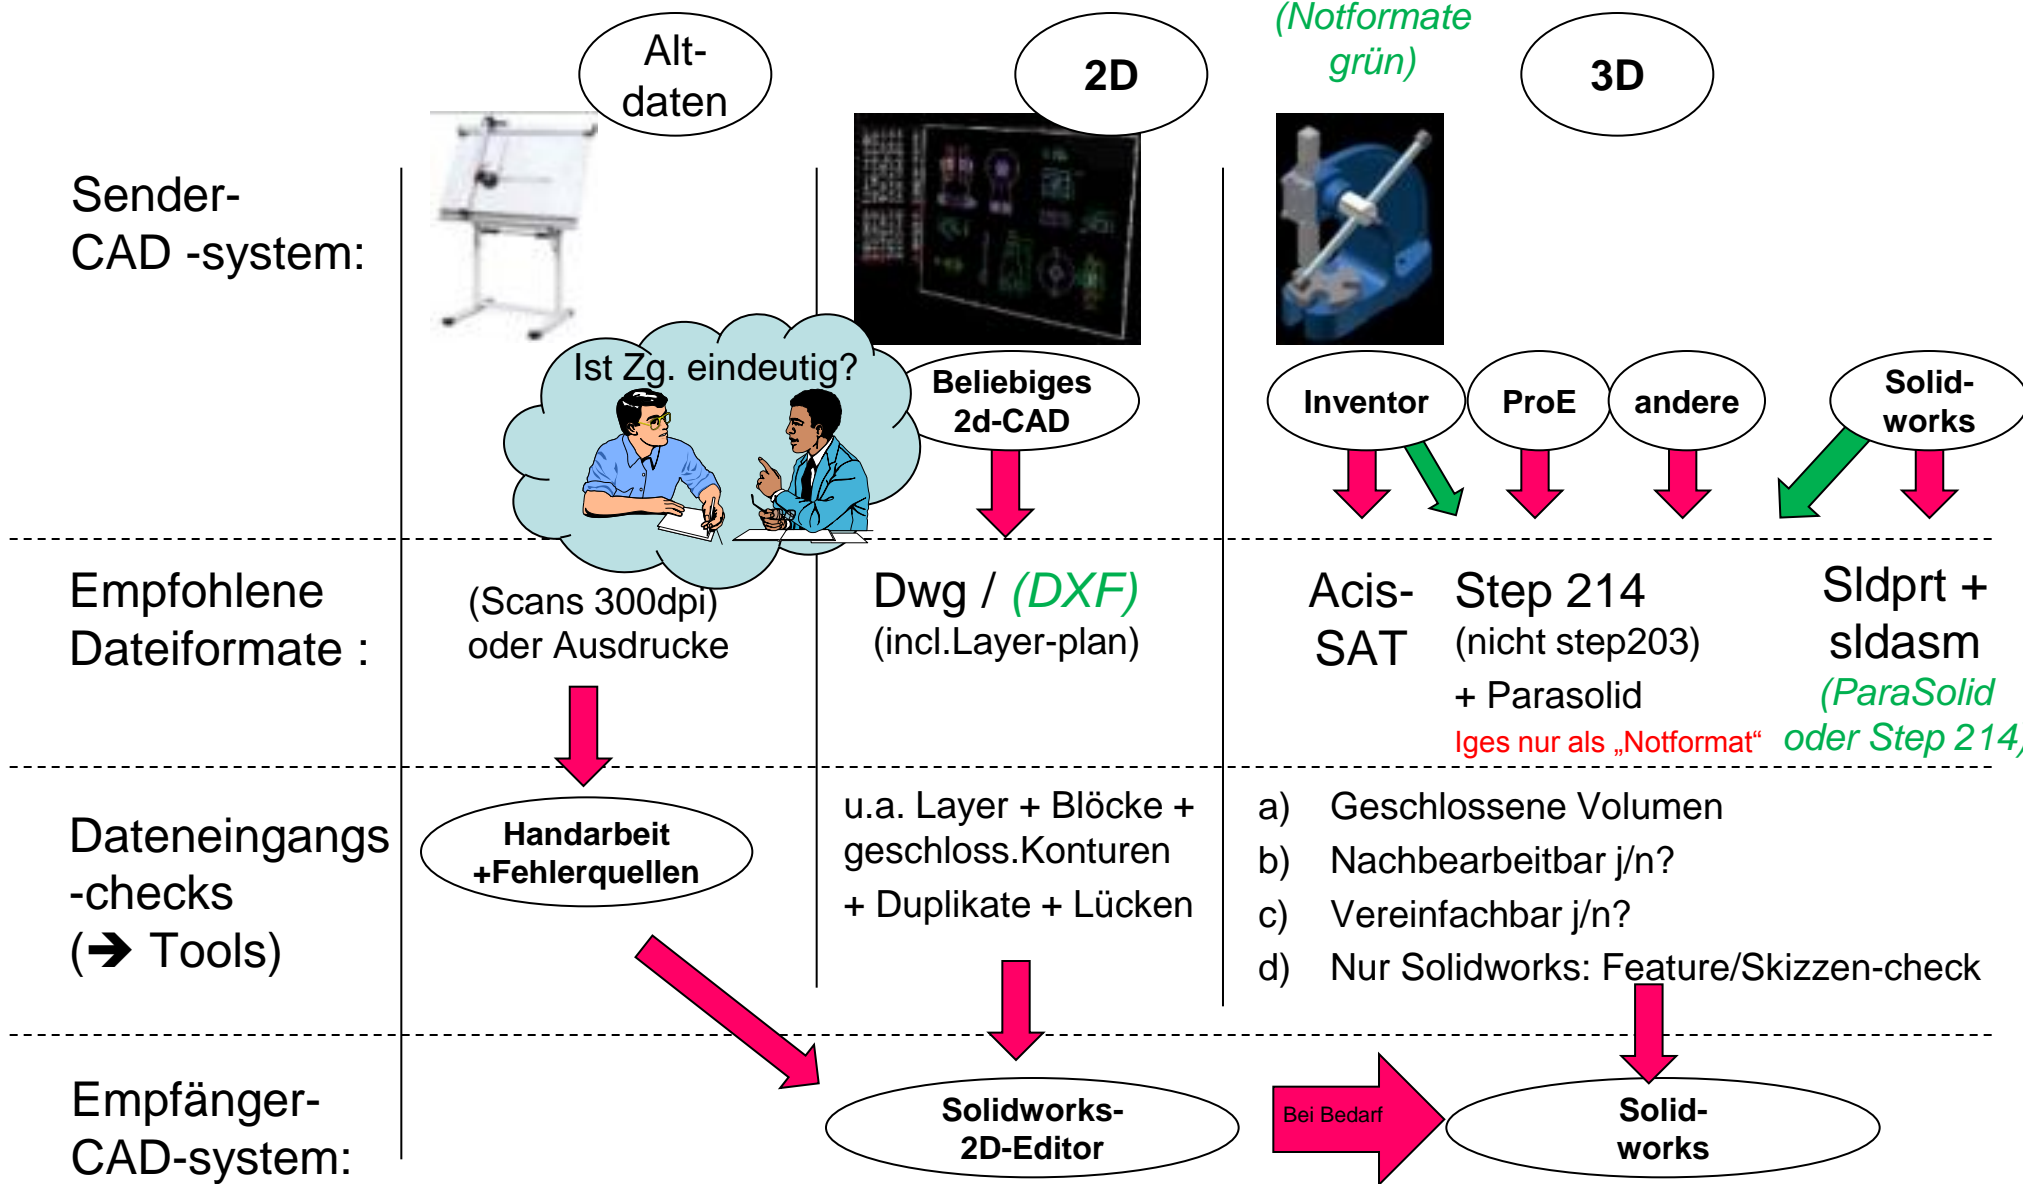 Alt-
daten
2D
(Notformate
grün)
3D
Sender-
CAD -system:
Ist Zg. eindeutig?
Beliebiges
2d-CAD
Inventor
ProE
andere
Solid-
works
Empfohlene
Dateiformate :
(Scans 300dpi)
oder Ausdrucke
Dwg / (DXF)
(incl.Layer-plan)
Acis-
SAT
Step 214
(nicht step203)
+ Parasolid
Iges nur als „Notformat“
Sldprt +
sldasm
(ParaSolid
oder Step 214)
Dateneingangs
-checks
(➔ Tools)
Handarbeit
+Fehlerquellen
u.a. Layer + Blöcke +
geschloss.Konturen
+ Duplikate + Lücken
a) Geschlossene Volumen
b) Nachbearbeitbar j/n?
c) Vereinfachbar j/n?
d) Nur Solidworks: Feature/Skizzen-check
Empfänger-
CAD-system:
Solidworks-
2D-Editor
Bei Bedarf
Solid-
works